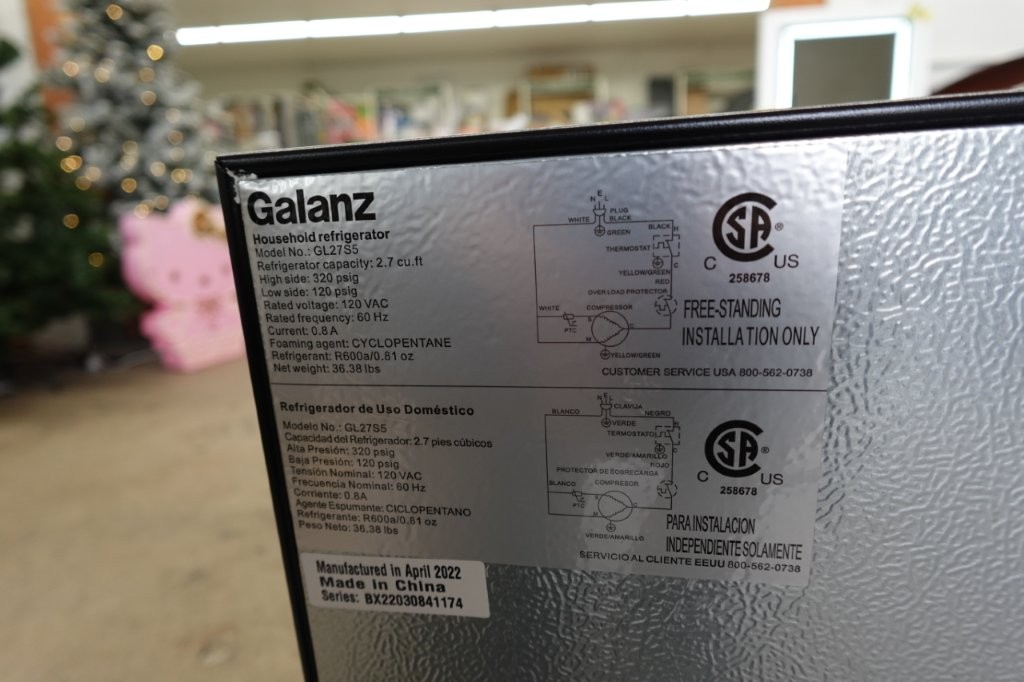 Galanz
Household refrigerator
Model No.: GL27S5
Refrigerator capacity: 2.7 cu.ft
High side: 320 psig
Low side: 120 psig
Rated voltage: 120 VAC
Rated frequency: 60 Hz
Current: 0.8A
Foaming agent: CYCLOPENTANE
Refrigerant: R600a/0.81 oz
Net weight: 36.38 lbs
E
N L
PLUG
WHITE BLACK
GREEN
BLACK H
THERMOSTAT
C
YELLOW/GREEN
RED
OVERLOAD PROTECTOR
WHITE COMPRESSOR
PTC
S
C
M
YELLOW/GREEN
CSA ®
C US
258678
FREE-STANDING
INSTALLATION ONLY
CUSTOMER SERVICE USA 800-562-0738
Refrigerador de Uso Doméstico
Modelo No.: GL27S5
Capacidad del Refrigerador: 2.7 pies cúbicos
Alta Presión: 320 psig
Baja Presión: 120 psig
Tensión Nominal: 120 VAC
Frecuencia Nominal: 60 Hz
Corriente: 0.8A
Agente Espumante: CICLOPENTANO
Refrigerante: R600a/0.81 oz
Peso Neto: 36.38 lbs
E
N L
CLAVIJA
BLANCO NEGRO
VERDE
TERMOSTATO
C
VERDE/AMARILLO
ROJO
PROTECTOR DE SOBRECARGA
BLANCO COMPRESOR
PTC
S
C
M
VERDE/AMARILLO
CSA ®
C US
258678
PARA INSTALACION
INDEPENDIENTE SOLAMENTE
SERVICIO AL CLIENTE EEUU 800-562-0738
Manufactured in April 2022
Made in China
Series: BX22030841174